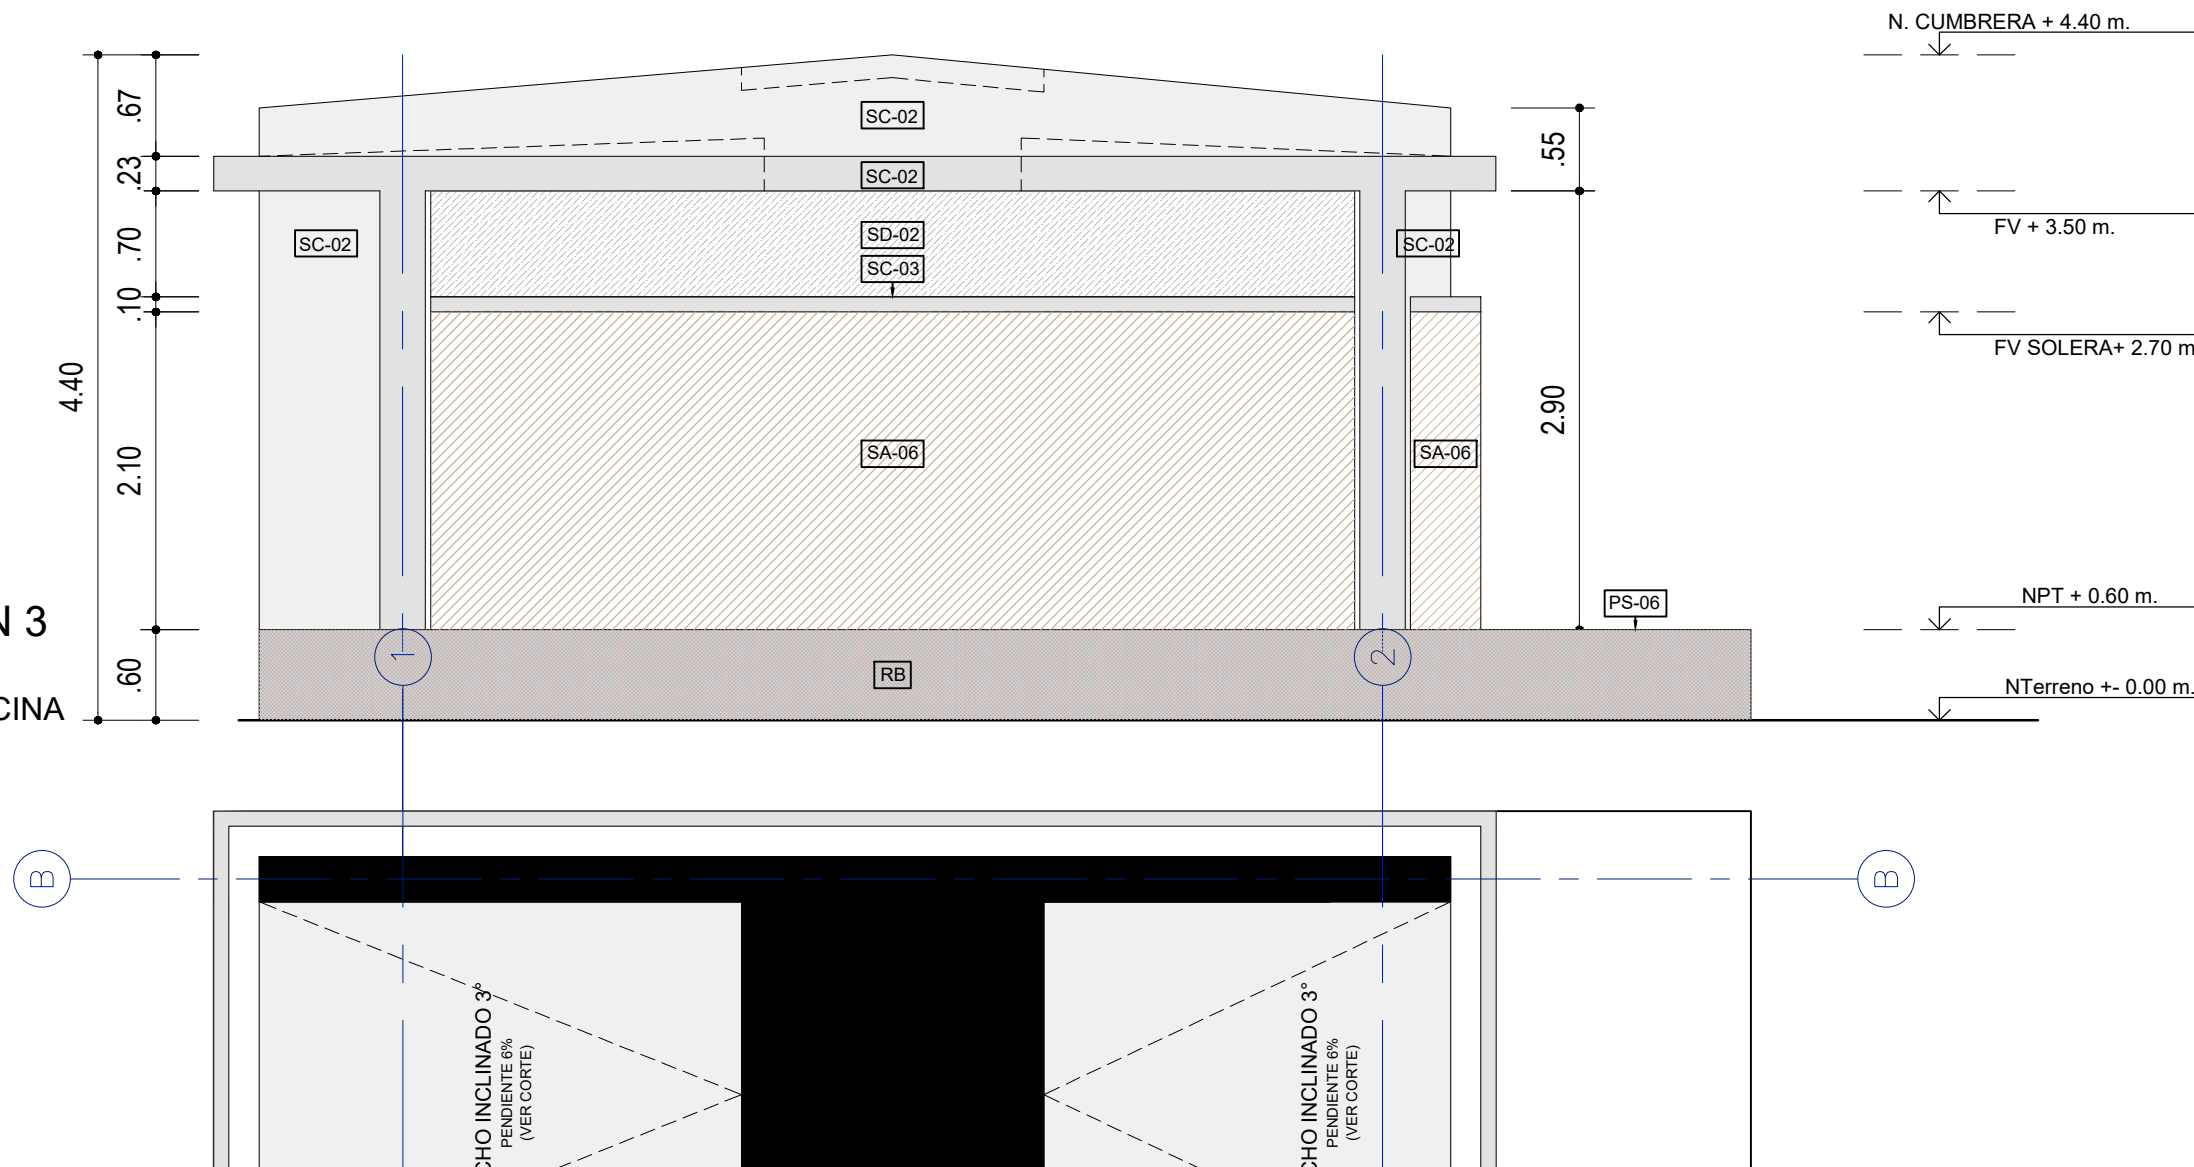 N. CUMBRERA + 4.40 m.
.67
SC-02
.55
.23
SC-02
.70
SC-02
SD-02
SC-02
FV + 3.50 m.
SC-03
.10
FV SOLERA+ 2.70 m
4.40
2.10
SA-06
SA-06
2.90
N 3
PS-06
NPT + 0.60 m.
.60
1
RB
2
NTerreno +- 0.00 m.
CINA
B
B
CHO INCLINADO 3°
PENDIENTE 6%
(VER CORTE)
CHO INCLINADO 3°
PENDIENTE 6%
(VER CORTE)